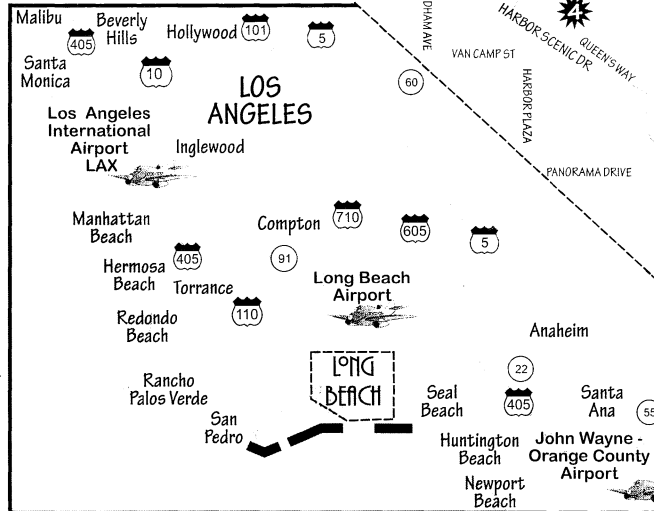 Malibu
Beverly
Hills
Hollywood
101
5
405
Santa
Monica
10
LOS
ANGELES
60
DHAM AVE
VAN CAMP ST
HARBOR SCENIC DR
4
QUEEN'S WAY
HARBOR PLAZA
PANORAMA DRIVE
Los Angeles
International
Airport
LAX
Inglewood
Manhattan
Beach
Compton
710
605
5
405
91
Hermosa
Beach
Torrance
110
Long Beach
Airport
Redondo
Beach
Anaheim
LONG
BEACH
22
405
Rancho
Palos Verde
Seal
Beach
Santa
Ana
55
San
Pedro
Huntington
Beach
John Wayne -
Orange County
Airport
Newport
Beach